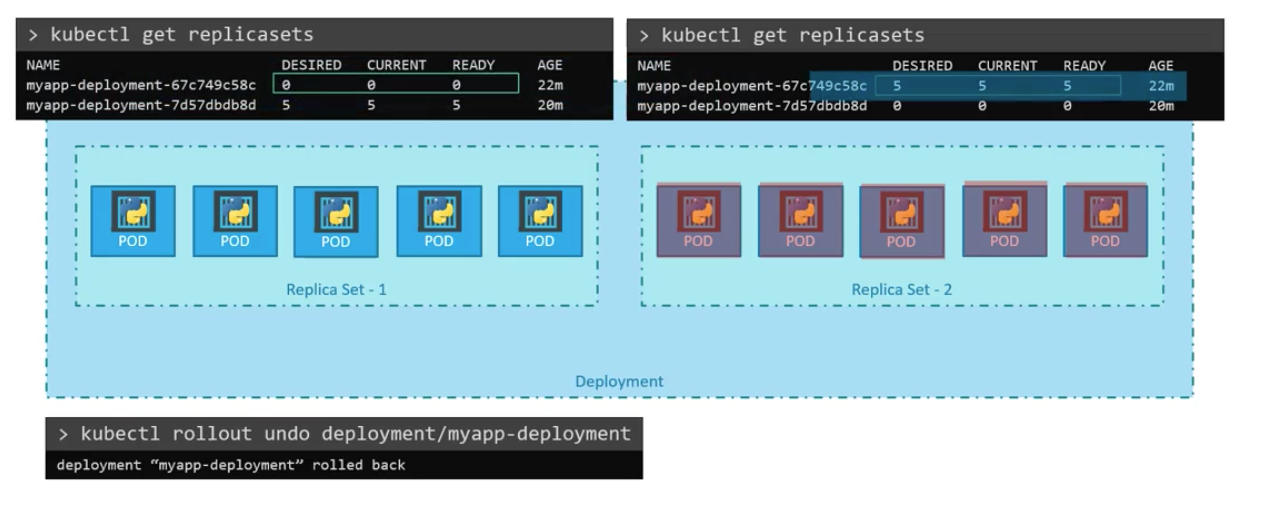 > kubectl get replicasets
NAME DESIRED CURRENT READY AGE
myapp-deployment-67c749c58c 0 0 0 22m
myapp-deployment-7d57dbdb8d 5 5 5 20m
> kubectl get replicasets
NAME DESIRED CURRENT READY AGE
myapp-deployment-67c749c58c 5 5 5 22m
myapp-deployment-7d57dbdb8d 0 0 0 20m
POD POD POD POD POD
Replica Set - 1
POD POD POD POD POD
Replica Set - 2
Deployment
> kubectl rollout undo deployment/myapp-deployment
deployment “myapp-deployment” rolled back